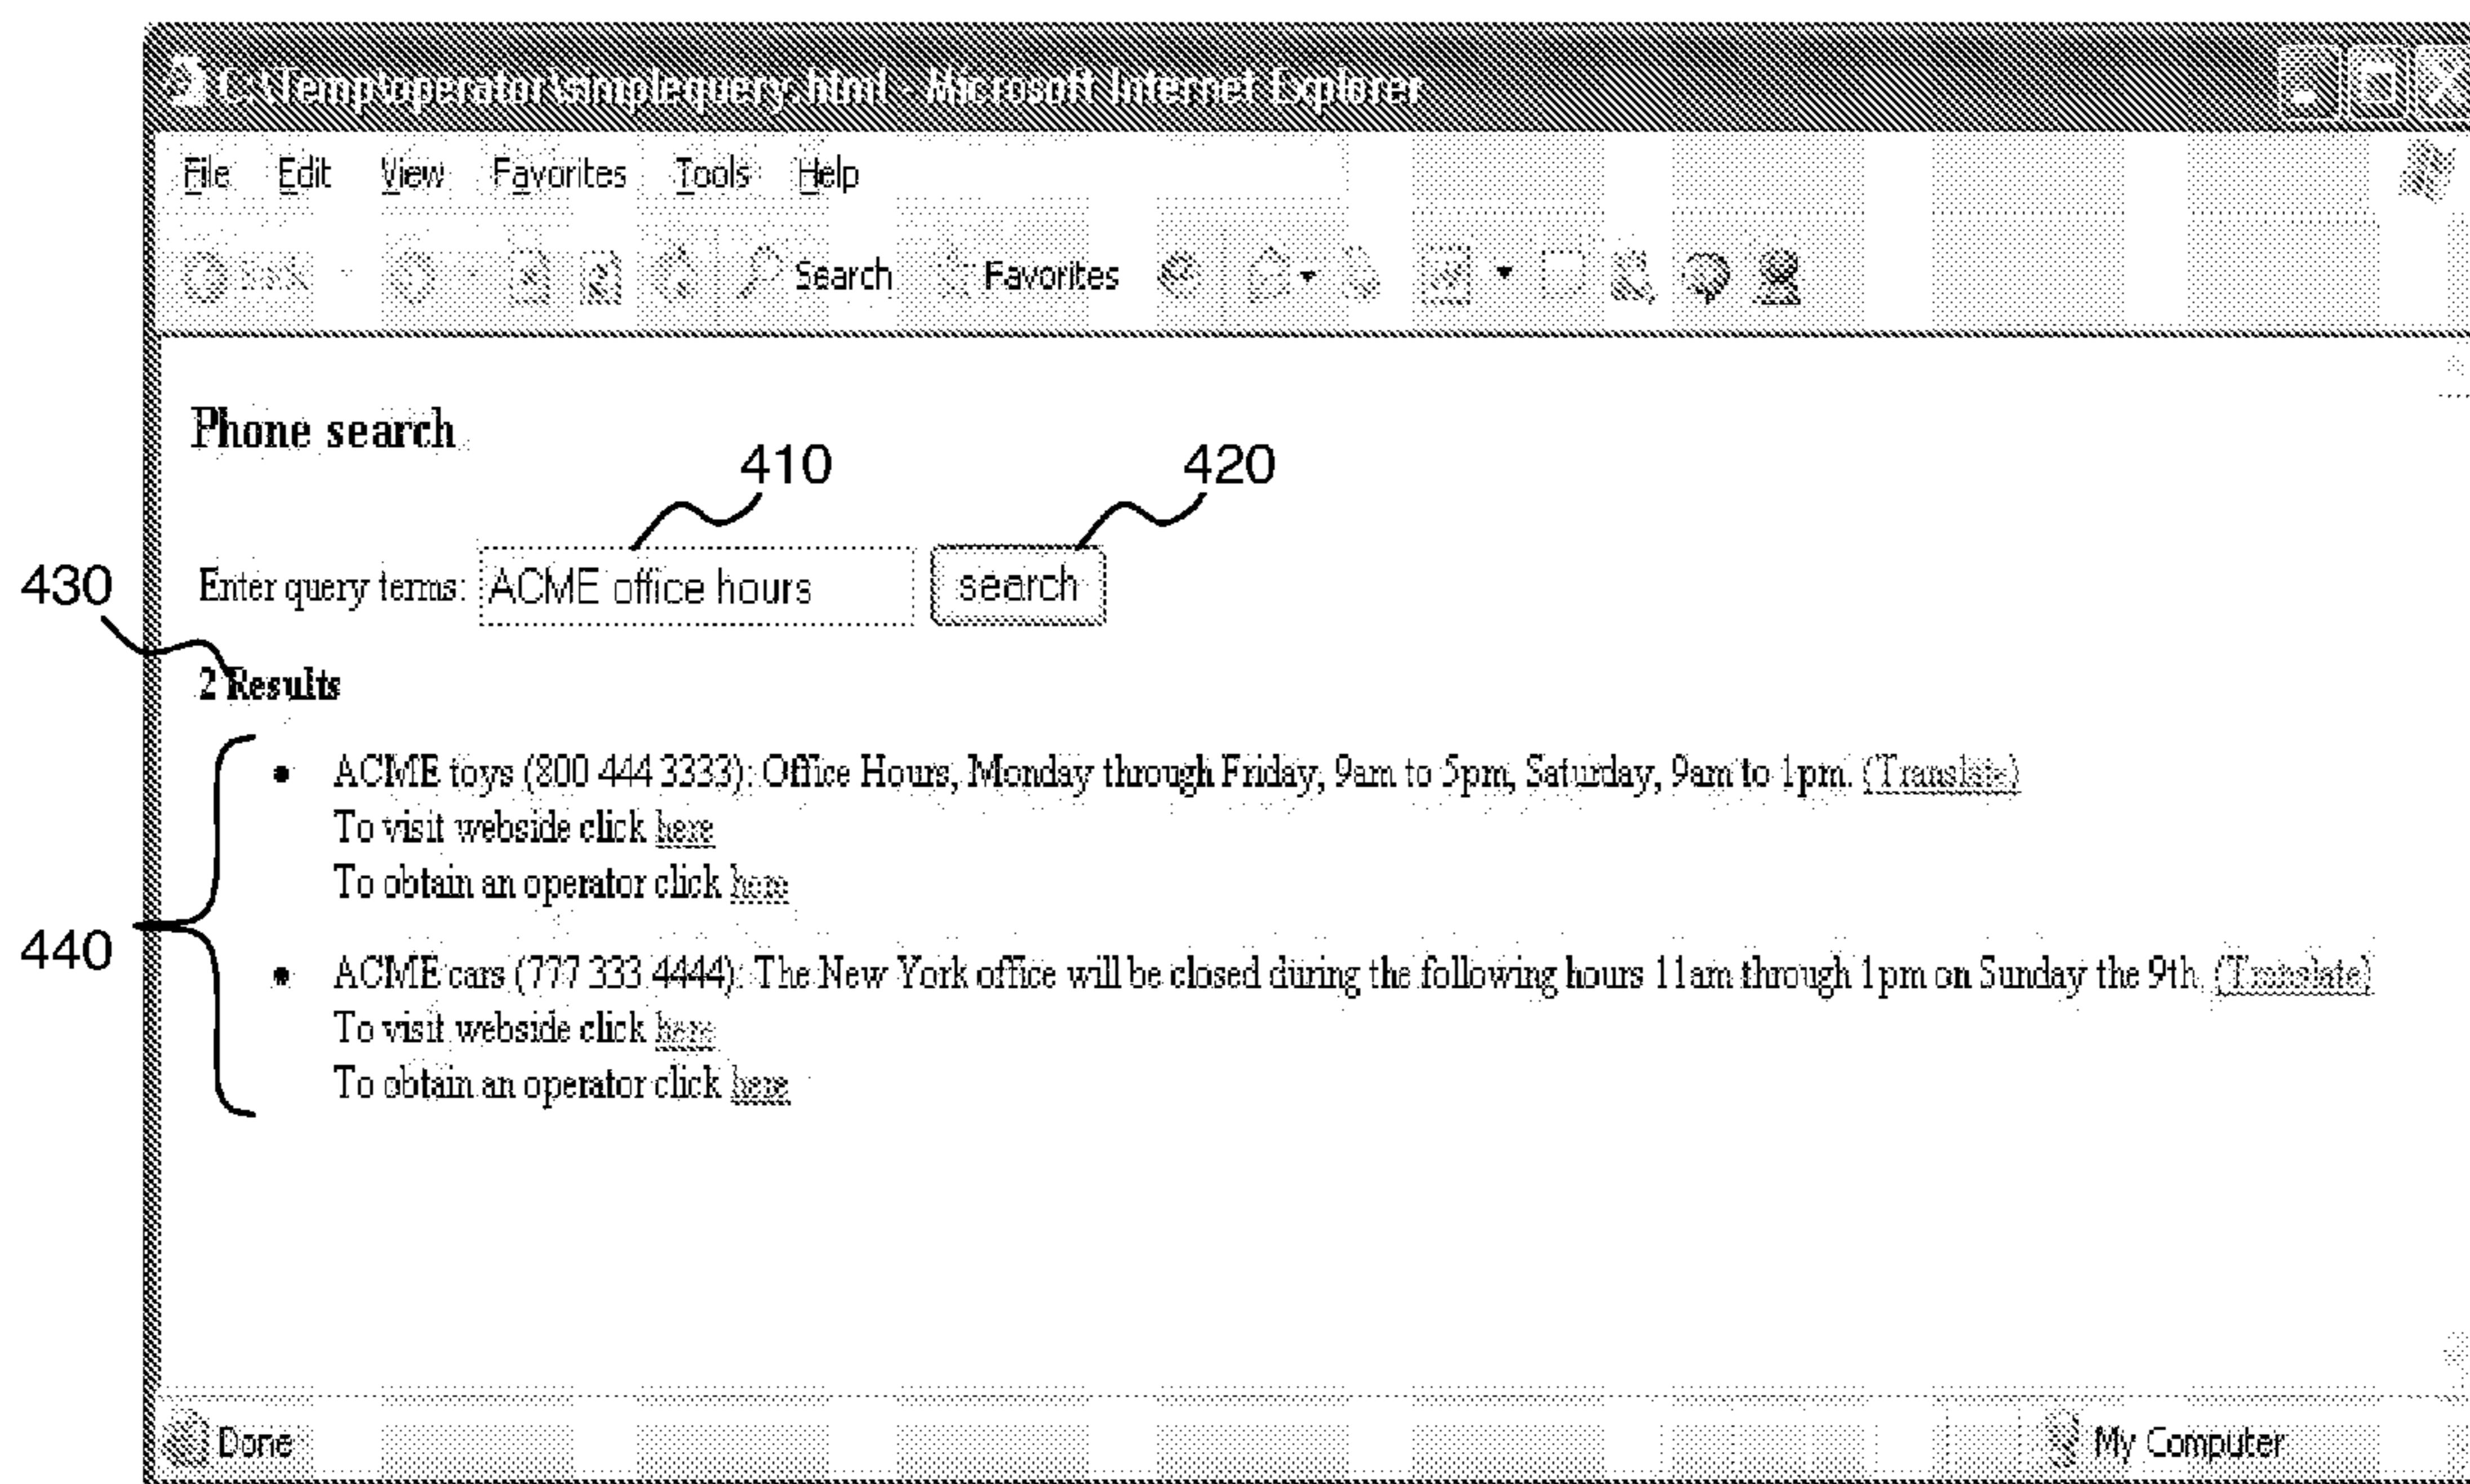 C:\Temp\operator\simplequery.html - Microsoft Internet Explorer
File Edit View Favorites Tools Help
Back Search Favorites
Phone search
410 420
430 Enter query terms: ACME office hours search
2 Results
• ACME toys (800 444 3333): Office Hours, Monday through Friday, 9am to 5pm, Saturday, 9am to 1pm. (Translate)
To visit webside click here
To obtain an operator click here
440
• ACME cars (777 333 4444): The New York office will be closed during the following hours 11am through 1pm on Sunday the 9th. (Translate)
To visit webside click here
To obtain an operator click here
Done My Computer